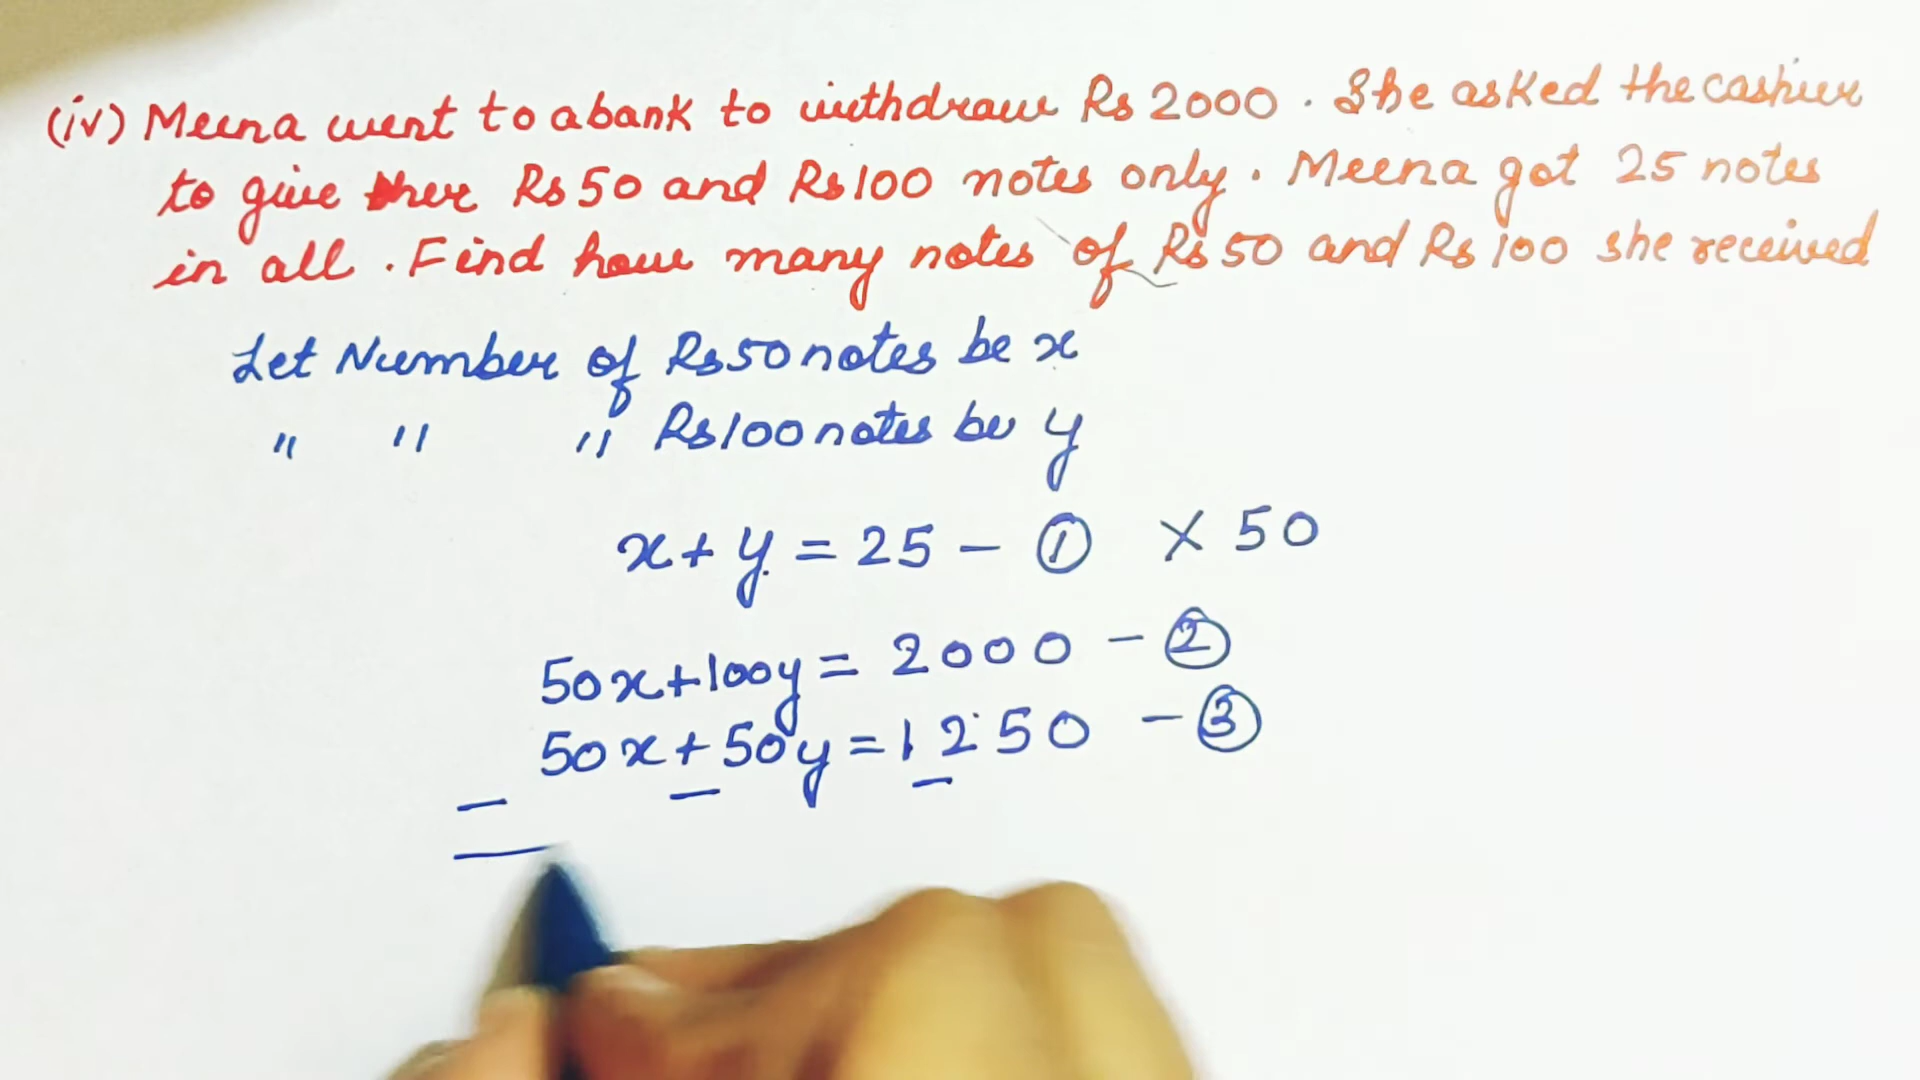 (iv) Meena went to a bank to withdraw Rs 2000 . She asked the cashier
to give her Rs 50 and Rs 100 notes only . Meena got 25 notes
in all . Find how many notes of Rs 50 and Rs 100 she received
Let Number of Rs 50 notes be x
" " " Rs 100 notes be y
x + y = 25 - ① × 50
50x + 100y = 2000 - ②
50x + 50y = 1250 - ③
- - -